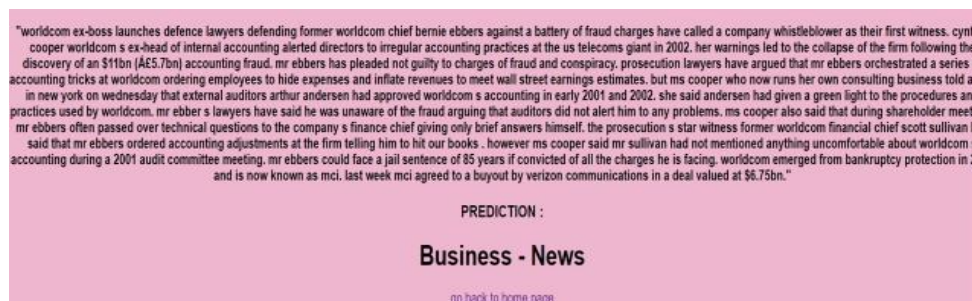 "worldcom ex-boss launches defence lawyers defending former worldcom chief bernie ebbers against a battery of fraud charges have called a company whistleblower as their first witness.
cooper worldcom s ex-head of internal accounting alerted directors to irregular accounting practices at the us telecoms giant in 2002. her warnings led to the collapse of the firm following the
discovery of an $11bn (Â£5.7bn) accounting fraud. mr ebbers has pleaded not guilty to charges of fraud and conspiracy. prosecution lawyers have argued that mr ebbers orchestrated a series
accounting tricks at worldcom ordering employees to hide expenses and inflate revenues to meet wall street earnings estimates. but ms cooper who now runs her own consulting business told a
in new york on wednesday that external auditors arthur andersen had approved worldcom s accounting in early 2001 and 2002. she said andersen had given a green light to the procedures
practices used by worldcom. mr ebber s lawyers have said he was unaware of the fraud arguing that auditors did not alert him to any problems. ms cooper also said that during shareholder
mr ebbers often passed over technical questions to the company s finance chief giving only brief answers himself. the prosecution s star witness former worldcom financial chief scott sullivan
said that mr ebbers ordered accounting adjustments at the firm telling him to hit our books . however ms cooper said mr sullivan had not mentioned anything uncomfortable about worldcom
accounting during a 2001 audit committee meeting. mr ebbers could face a jail sentence of 85 years if convicted of all the charges he is facing. worldcom emerged from bankruptcy protection in
and is now known as mci. last week mci agreed to a buyout by verizon communications in a deal valued at $6.75bn."
PREDICTION :
Business - News
go back to home page